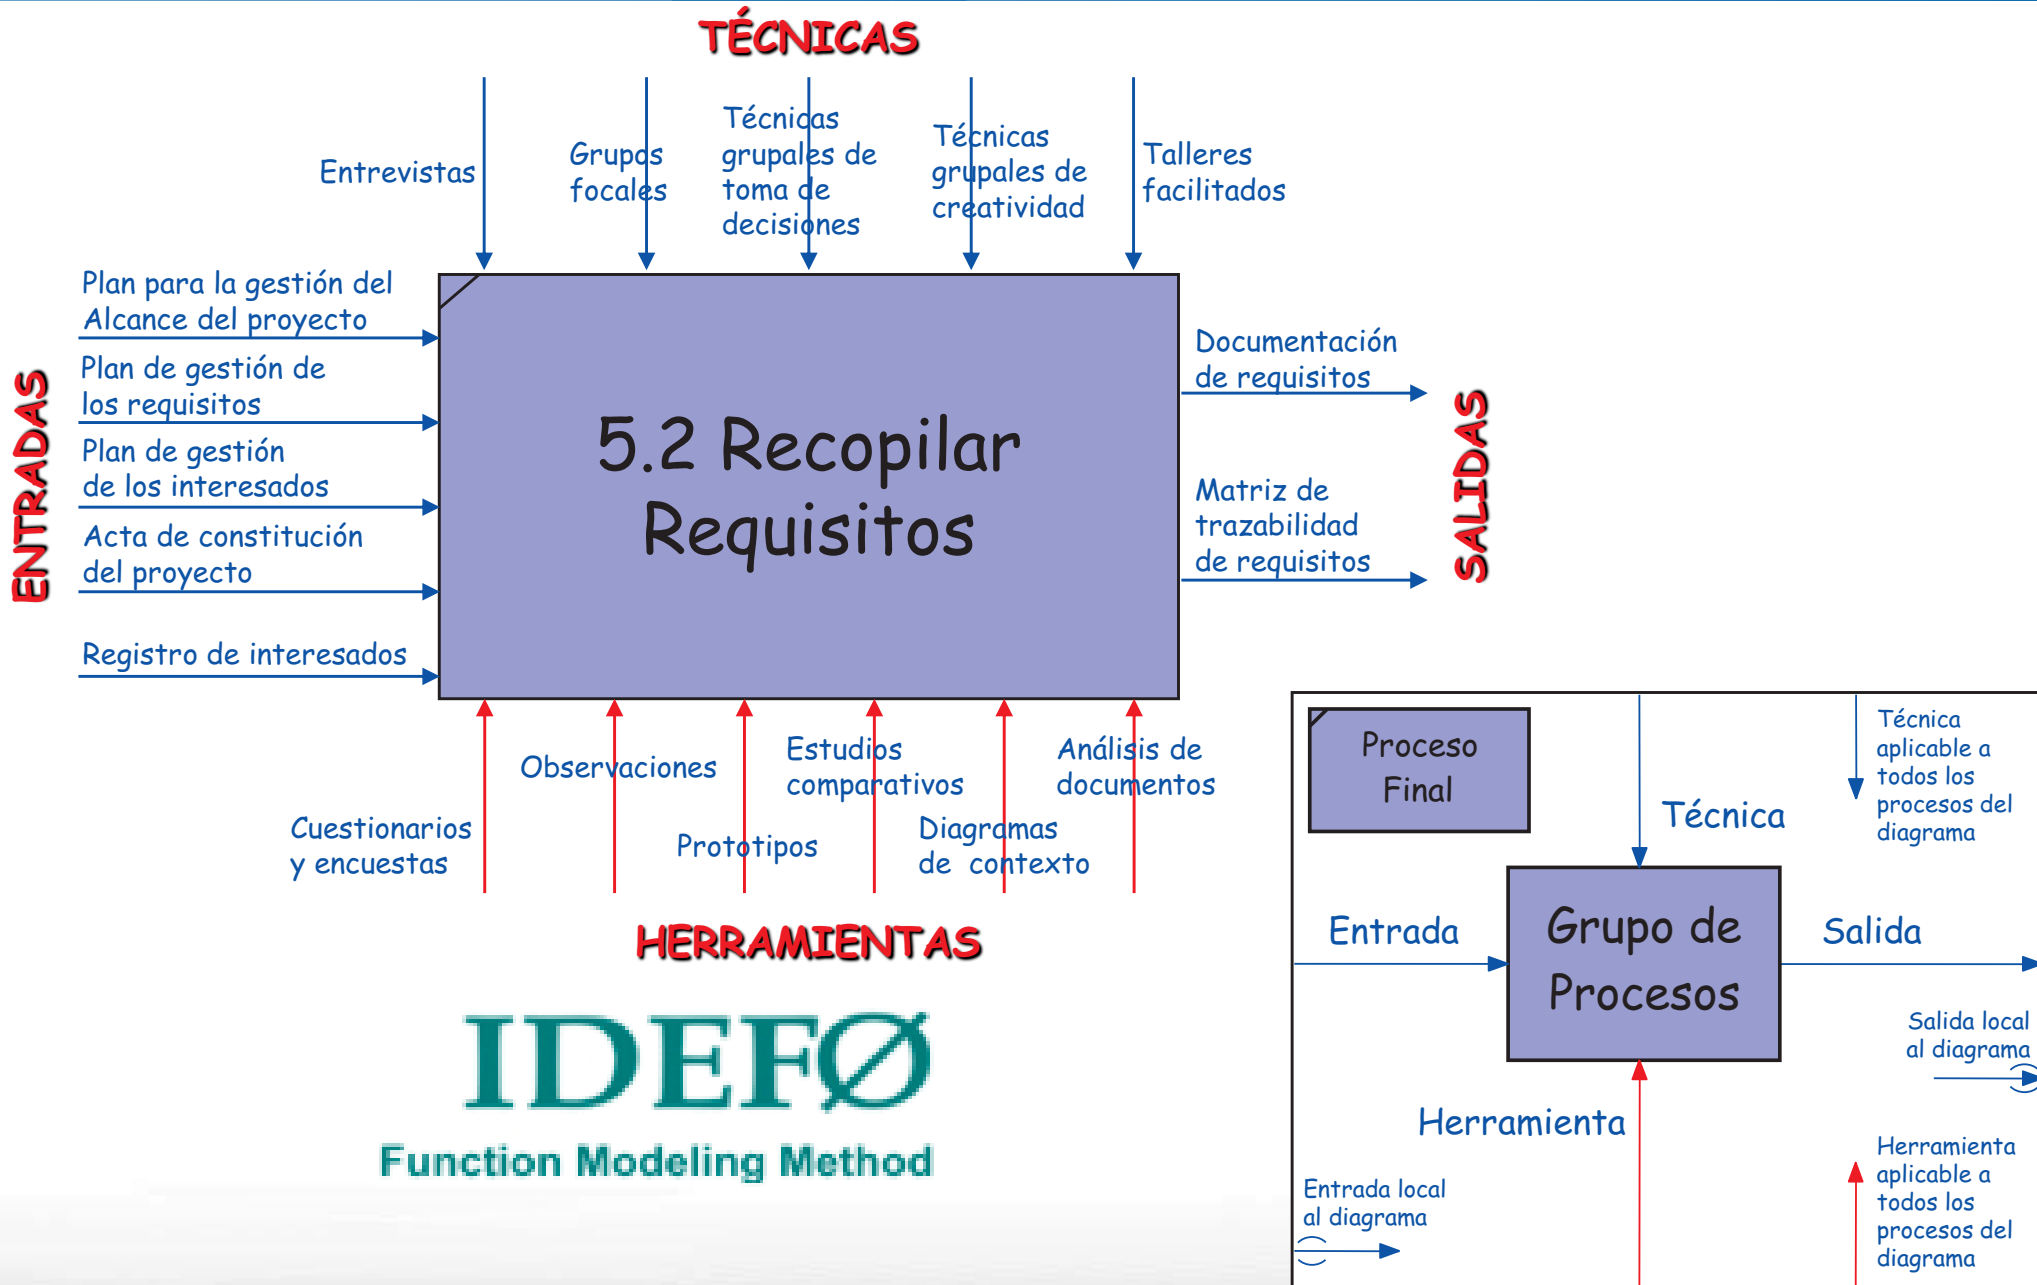 TÉCNICAS
Entrevistas
Grupos
focales
Técnicas
grupales de
toma de
decisiones
Técnicas
grupales de
creatividad
Talleres
facilitados
ENTRADAS
Plan para la gestión del
Alcance del proyecto
Plan de gestión de
los requisitos
Plan de gestión
de los interesados
Acta de constitución
del proyecto
Registro de interesados
5.2 Recopilar
Requisitos
Documentación
de requisitos
Matriz de
trazabilidad
de requisitos
SALIDAS
Cuestionarios
y encuestas
Observaciones
Prototipos
Estudios
comparativos
Diagramas
de contexto
Análisis de
documentos
HERRAMIENTAS
IDEFØ
Function Modeling Method
Proceso
Final
Técnica
Técnica
aplicable a
todos los
procesos del
diagrama
Entrada
Grupo de
Procesos
Salida
Salida local
al diagrama
Herramienta
Entrada local
al diagrama
Herramienta
aplicable a
todos los
procesos del
diagrama